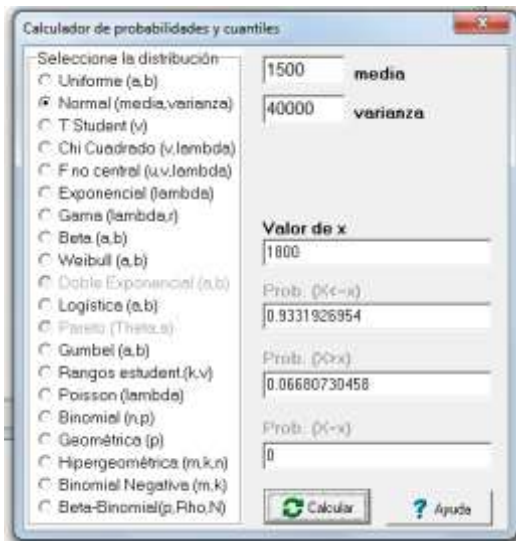 Calculador de probabilidades y cuantiles
Seleccione la distribución
Uniforme (a,b)
Normal (media,varianza)
T Student (v)
Chi Cuadrado (v,lambda)
F no central (u,v,lambda)
Exponencial (lambda)
Gama (lambda,r)
Beta (a,b)
Weibull (a,b)
Doble Exponencial (a,b)
Logística (a,b)
Pareto (Theta,a)
Gumbel (a,b)
Rangos estudent.(k,v)
Poisson (lambda)
Binomial (n,p)
Geométrica (p)
Hipergeométrica (m,k,n)
Binomial Negativa (m,k)
Beta-Binomial(p,Rho,N)
1500 media
40000 varianza
Valor de x
1800
Prob. (X<=x)
0.9331926954
Prob. (X>x)
0.06680730458
Prob. (X=x)
0
Calcular
? Ayuda